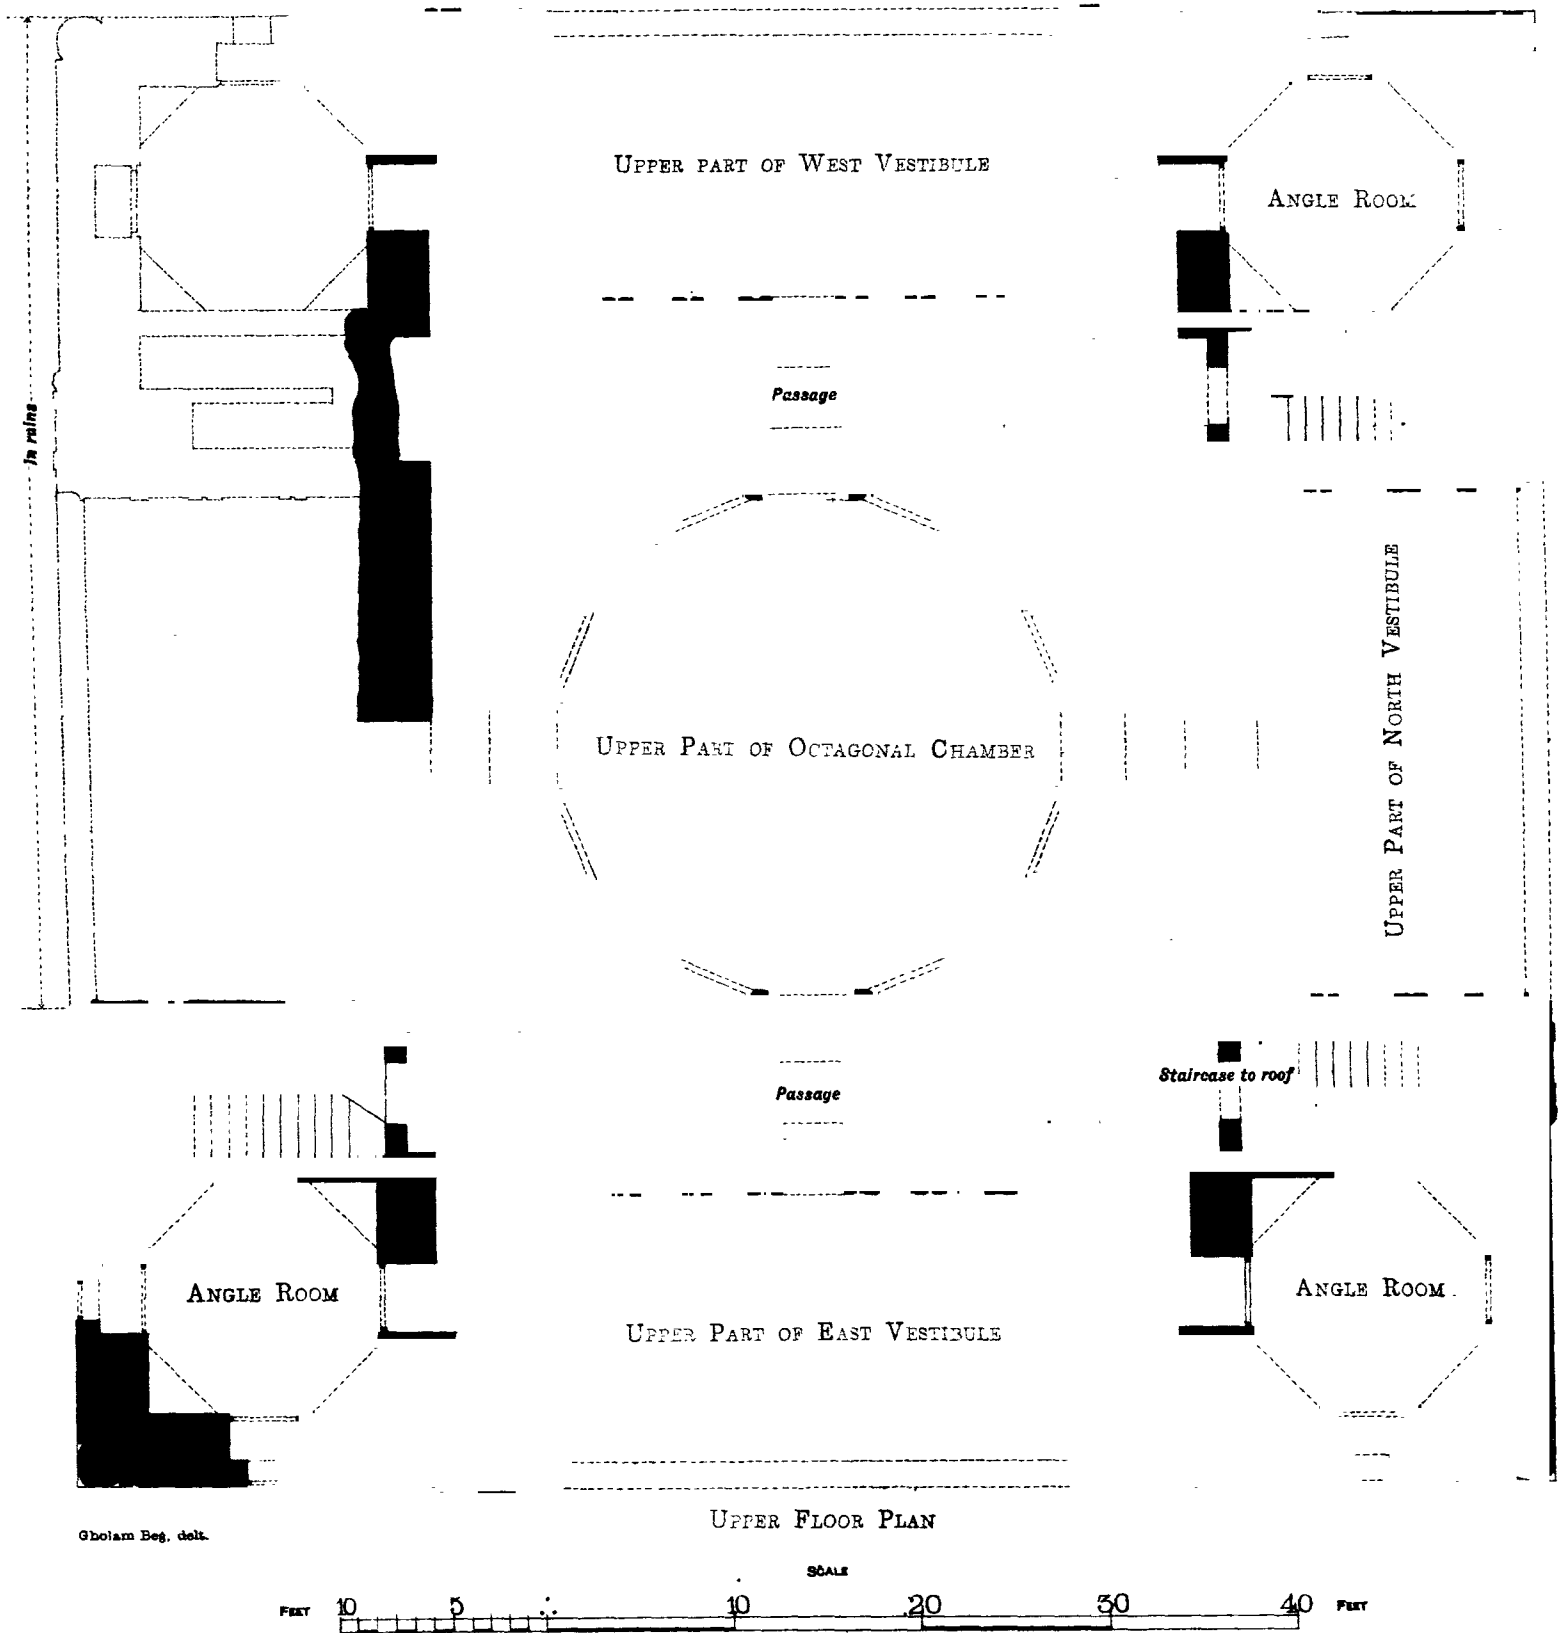 UPPER PART OF WEST VESTIBULE
ANGLE ROOM
In ruins
Passage
UPPER PART OF NORTH VESTIBULE
UPPER PART OF OCTAGONAL CHAMBER
Passage
Staircase to roof
ANGLE ROOM
ANGLE ROOM
UPPER PART OF EAST VESTIBULE
UPPER FLOOR PLAN
Gholam Beg, delt.
SCALE
FEET 10 5 10 20 30 40 FEET